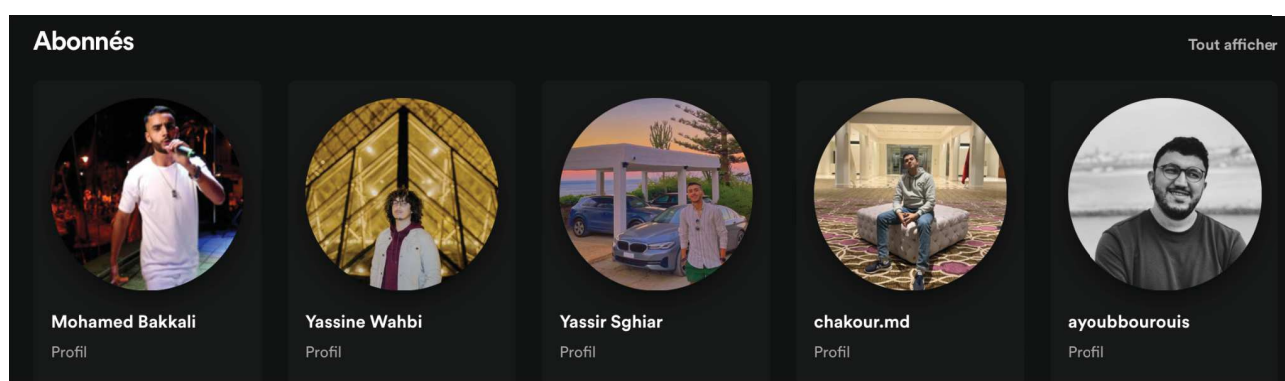 Abonnés
Tout afficher
Mohamed Bakkali
Profil
Yassine Wahbi
Profil
Yassir Sghiar
Profil
chakour.md
Profil
ayoubbourouis
Profil